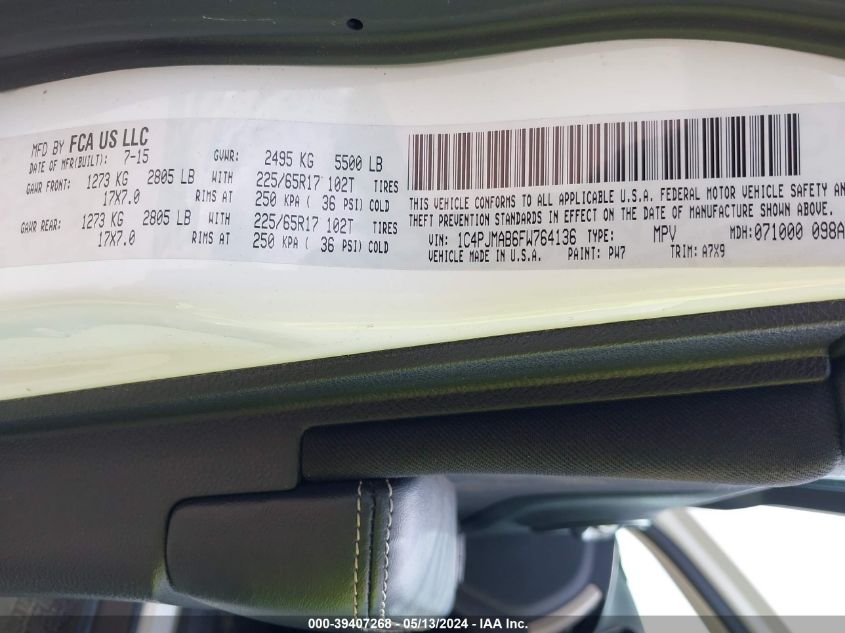 MFD BY FCA US LLC
DATE OF MFR(BUILT): 7-15 GVWR: 2495 KG 5500 LB
GAWR FRONT: 1273 KG 2805 LB WITH 225/65R17 102T TIRES
17X7.0 RIMS AT 250 KPA ( 36 PSI) COLD
GAWR REAR: 1273 KG 2805 LB WITH 225/65R17 102T TIRES
17X7.0 RIMS AT 250 KPA ( 36 PSI) COLD
THIS VEHICLE CONFORMS TO ALL APPLICABLE U.S.A. FEDERAL MOTOR VEHICLE SAFETY AN
THEFT PREVENTION STANDARDS IN EFFECT ON THE DATE OF MANUFACTURE SHOWN ABOVE.
VIN: 1C4PJMAB6FW764136 TYPE: MPV MDH: 071000 098A
VEHICLE MADE IN U.S.A. PAINT: PW7 TRIM: A7X9
000-39407268 - 05/13/2024 - IAA Inc.